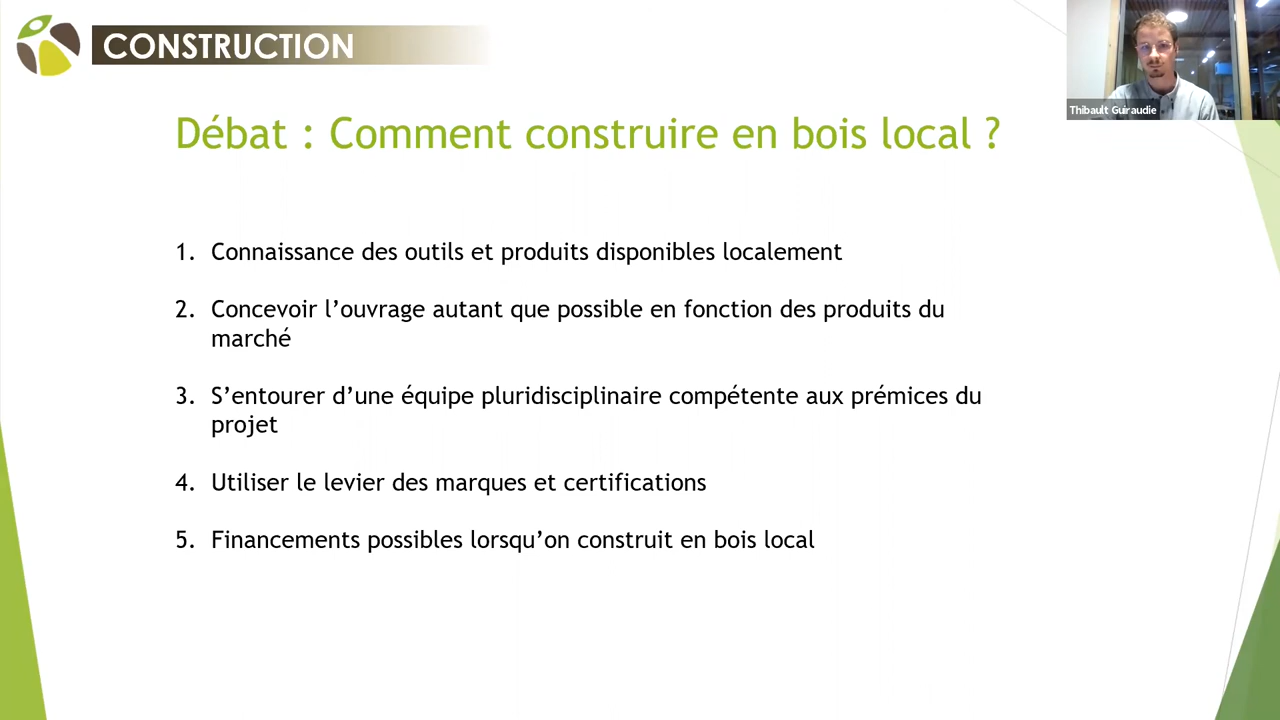 CONSTRUCTION
Thibault Guiraudie
Débat : Comment construire en bois local ?
1. Connaissance des outils et produits disponibles localement
2. Concevoir l’ouvrage autant que possible en fonction des produits du
marché
3. S’entourer d’une équipe pluridisciplinaire compétente aux prémices du
projet
4. Utiliser le levier des marques et certifications
5. Financements possibles lorsqu’on construit en bois local